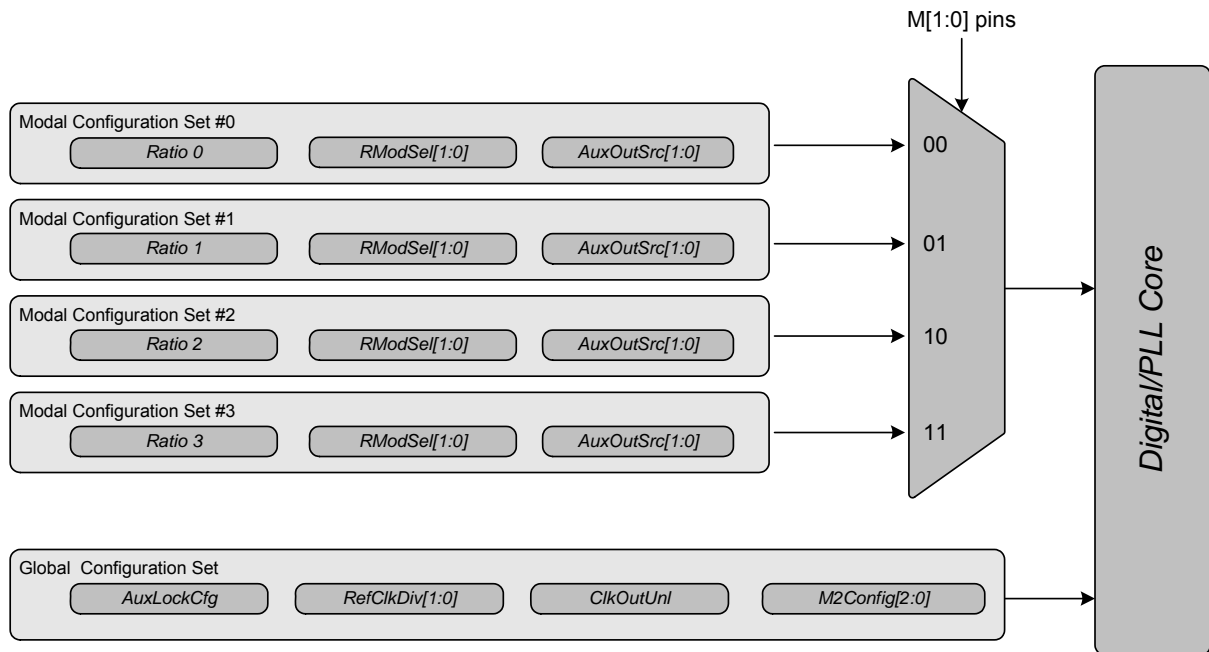 M[1:0] pins
Modal Configuration Set #0
Ratio 0 RModSel[1:0] AuxOutSrc[1:0]
00
Modal Configuration Set #1
Ratio 1 RModSel[1:0] AuxOutSrc[1:0]
01
Modal Configuration Set #2
Ratio 2 RModSel[1:0] AuxOutSrc[1:0]
10
Modal Configuration Set #3
Ratio 3 RModSel[1:0] AuxOutSrc[1:0]
11
Digital/PLL Core
Global Configuration Set
AuxLockCfg RefClkDiv[1:0] ClkOutUnl M2Config[2:0]